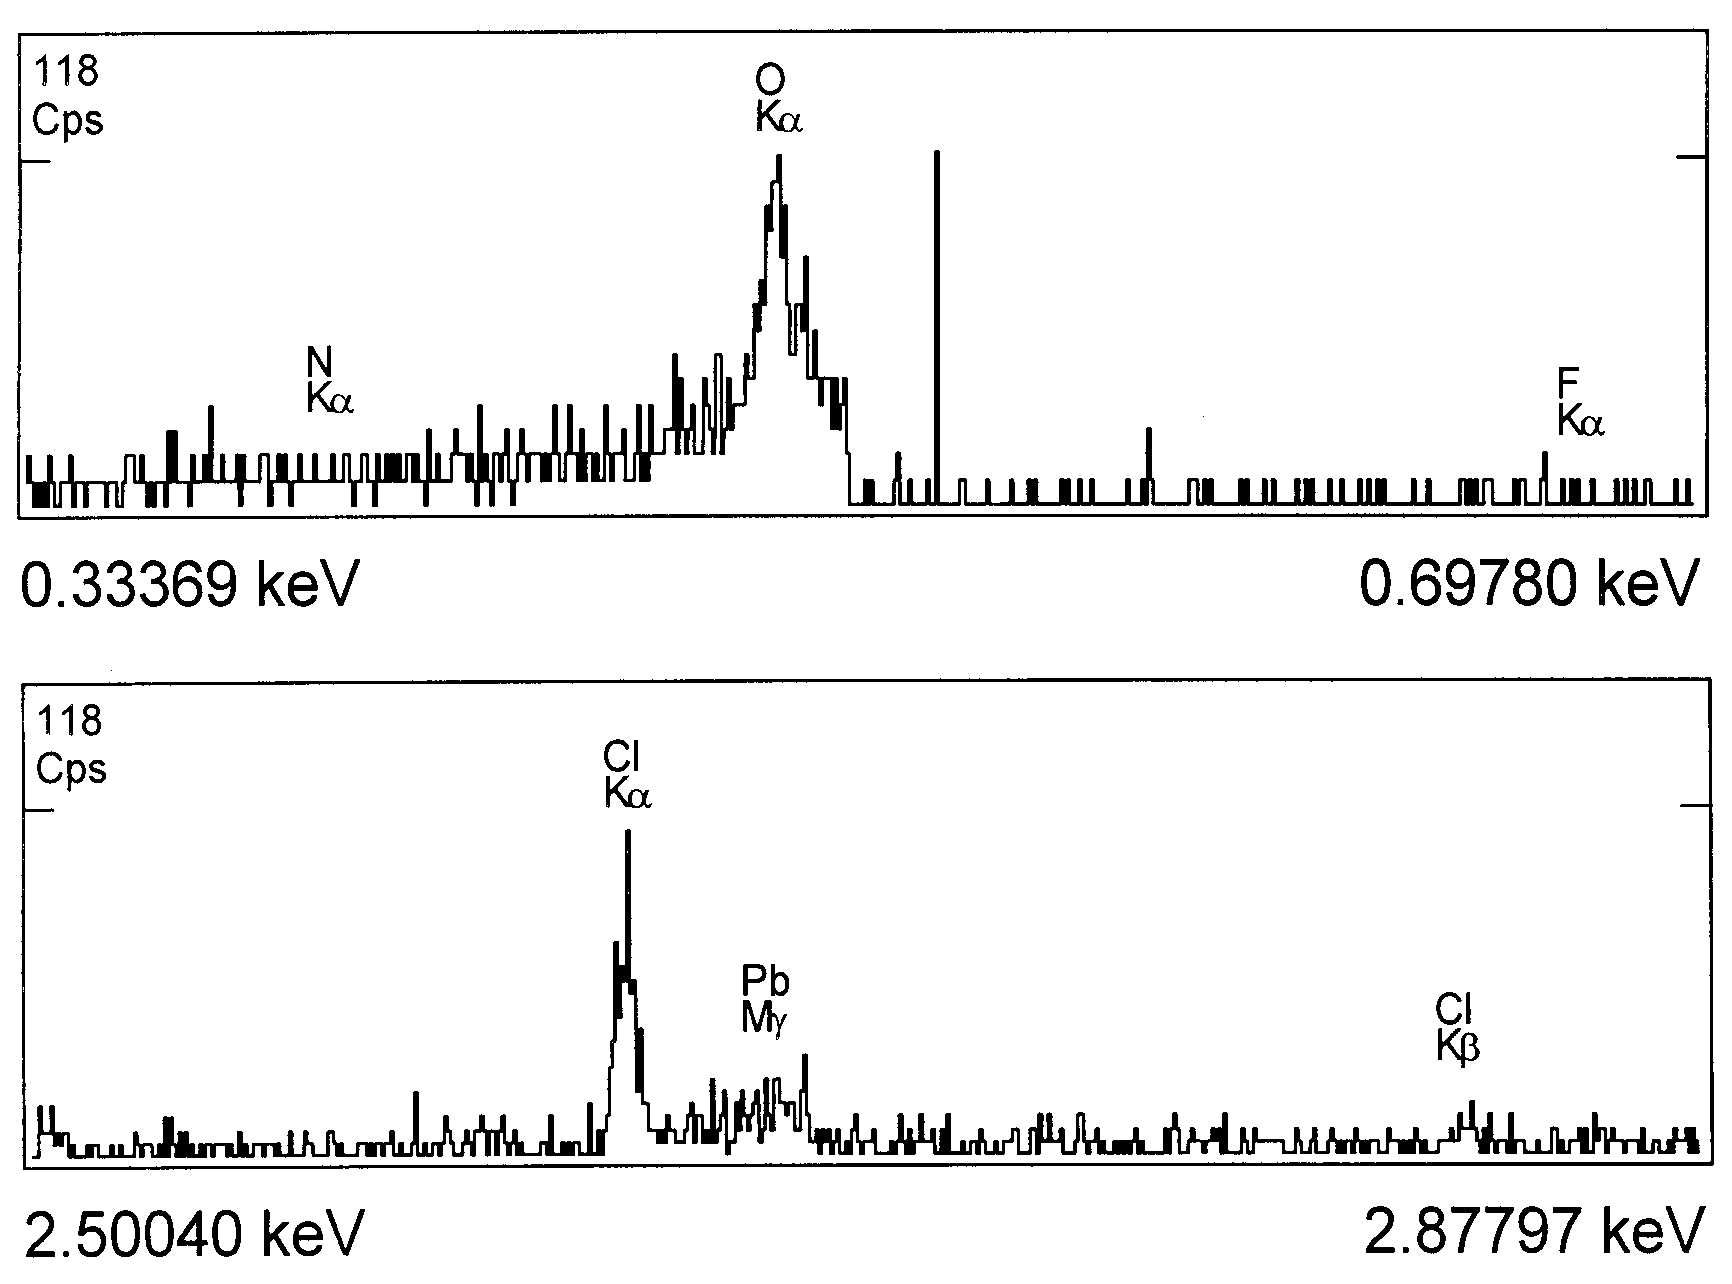 118
Cps
O
Kα
N
Kα
F
Kα
0.33369 keV
0.69780 keV
118
Cps
Cl
Kα
Pb
Mγ
Cl
Kβ
2.50040 keV
2.87797 keV